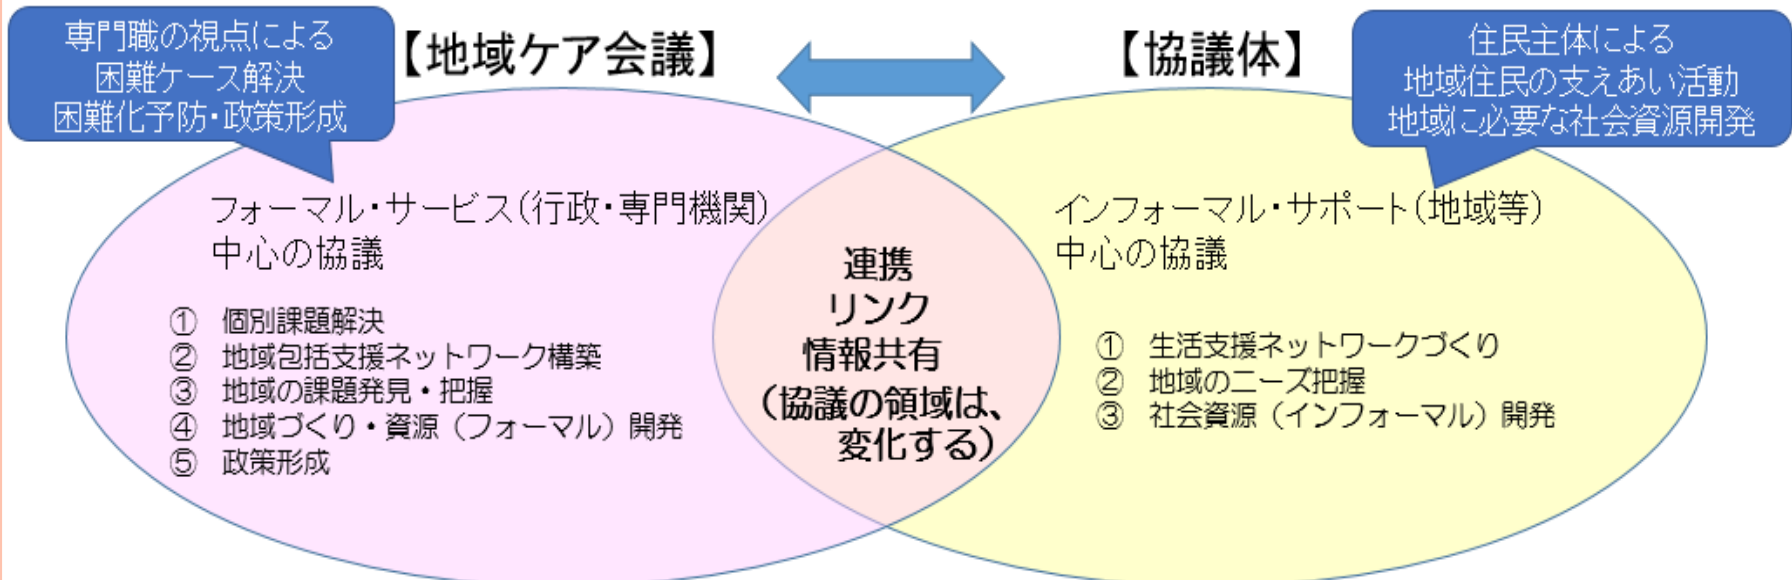 専門職の視点による
困難ケース解決
困難化予防・政策形成
【地域ケア会議】
【協議体】
住民主体による
地域住民の支えあい活動
地域に必要な社会資源開発
フォーマル・サービス(行政・専門機関)
中心の協議
① 個別課題解決
② 地域包括支援ネットワーク構築
③ 地域の課題発見・把握
④ 地域づくり・資源（フォーマル）開発
⑤ 政策形成
連携
リンク
情報共有
（協議の領域は、
変化する）
インフォーマル・サポート(地域等)
中心の協議
① 生活支援ネットワークづくり
② 地域のニーズ把握
③ 社会資源（インフォーマル）開発